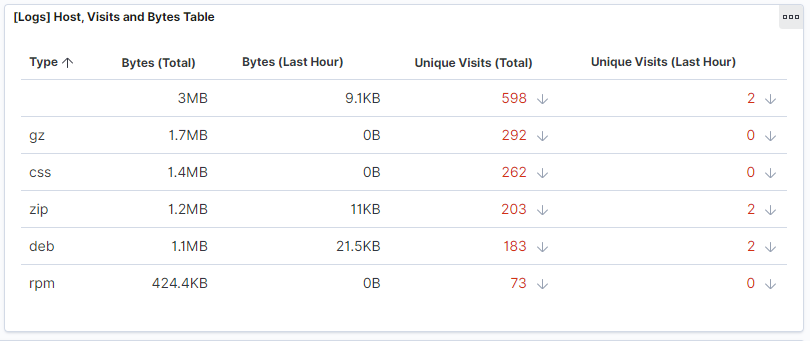 [Logs] Host, Visits and Bytes Table
Type Bytes (Total) Bytes (Last Hour) Unique Visits (Total) Unique Visits (Last Hour)
3MB 9.1KB 598 2
gz 1.7MB 0B 292 0
css 1.4MB 0B 262 0
zip 1.2MB 11KB 203 2
deb 1.1MB 21.5KB 183 2
rpm 424.4KB 0B 73 0